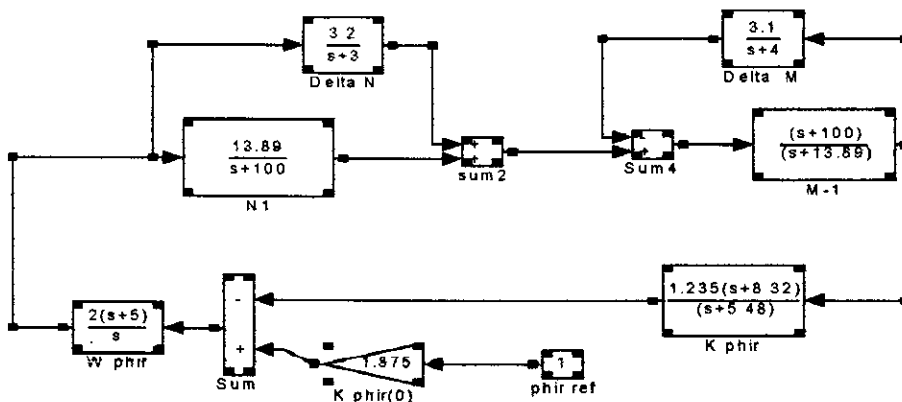 3 2
s+3
Delta N
3.1
s+4
Delta M
13.89
s+100
N1
+
+
sum2
-
+
Sum4
(s+100)
(s+13.89)
M-1
2(s+5)
s
W phir
-
+
Sum
1.875
K phir(0)
1
phir ref
1.235(s+8 32)
(s+5 48)
K phir